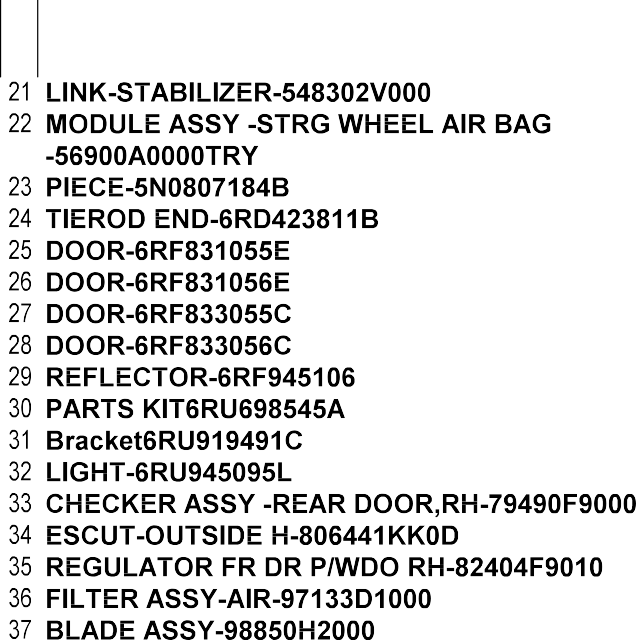 21 LINK-STABILIZER-548302V000
22 MODULE ASSY -STRG WHEEL AIR BAG
-56900A0000TRY
23 PIECE-5N0807184B
24 TIEROD END-6RD423811B
25 DOOR-6RF831055E
26 DOOR-6RF831056E
27 DOOR-6RF833055C
28 DOOR-6RF833056C
29 REFLECTOR-6RF945106
30 PARTS KIT6RU698545A
31 Bracket6RU919491C
32 LIGHT-6RU945095L
33 CHECKER ASSY -REAR DOOR,RH-79490F9000
34 ESCUT-OUTSIDE H-806441KK0D
35 REGULATOR FR DR P/WDO RH-82404F9010
36 FILTER ASSY-AIR-97133D1000
37 BLADE ASSY-98850H2000